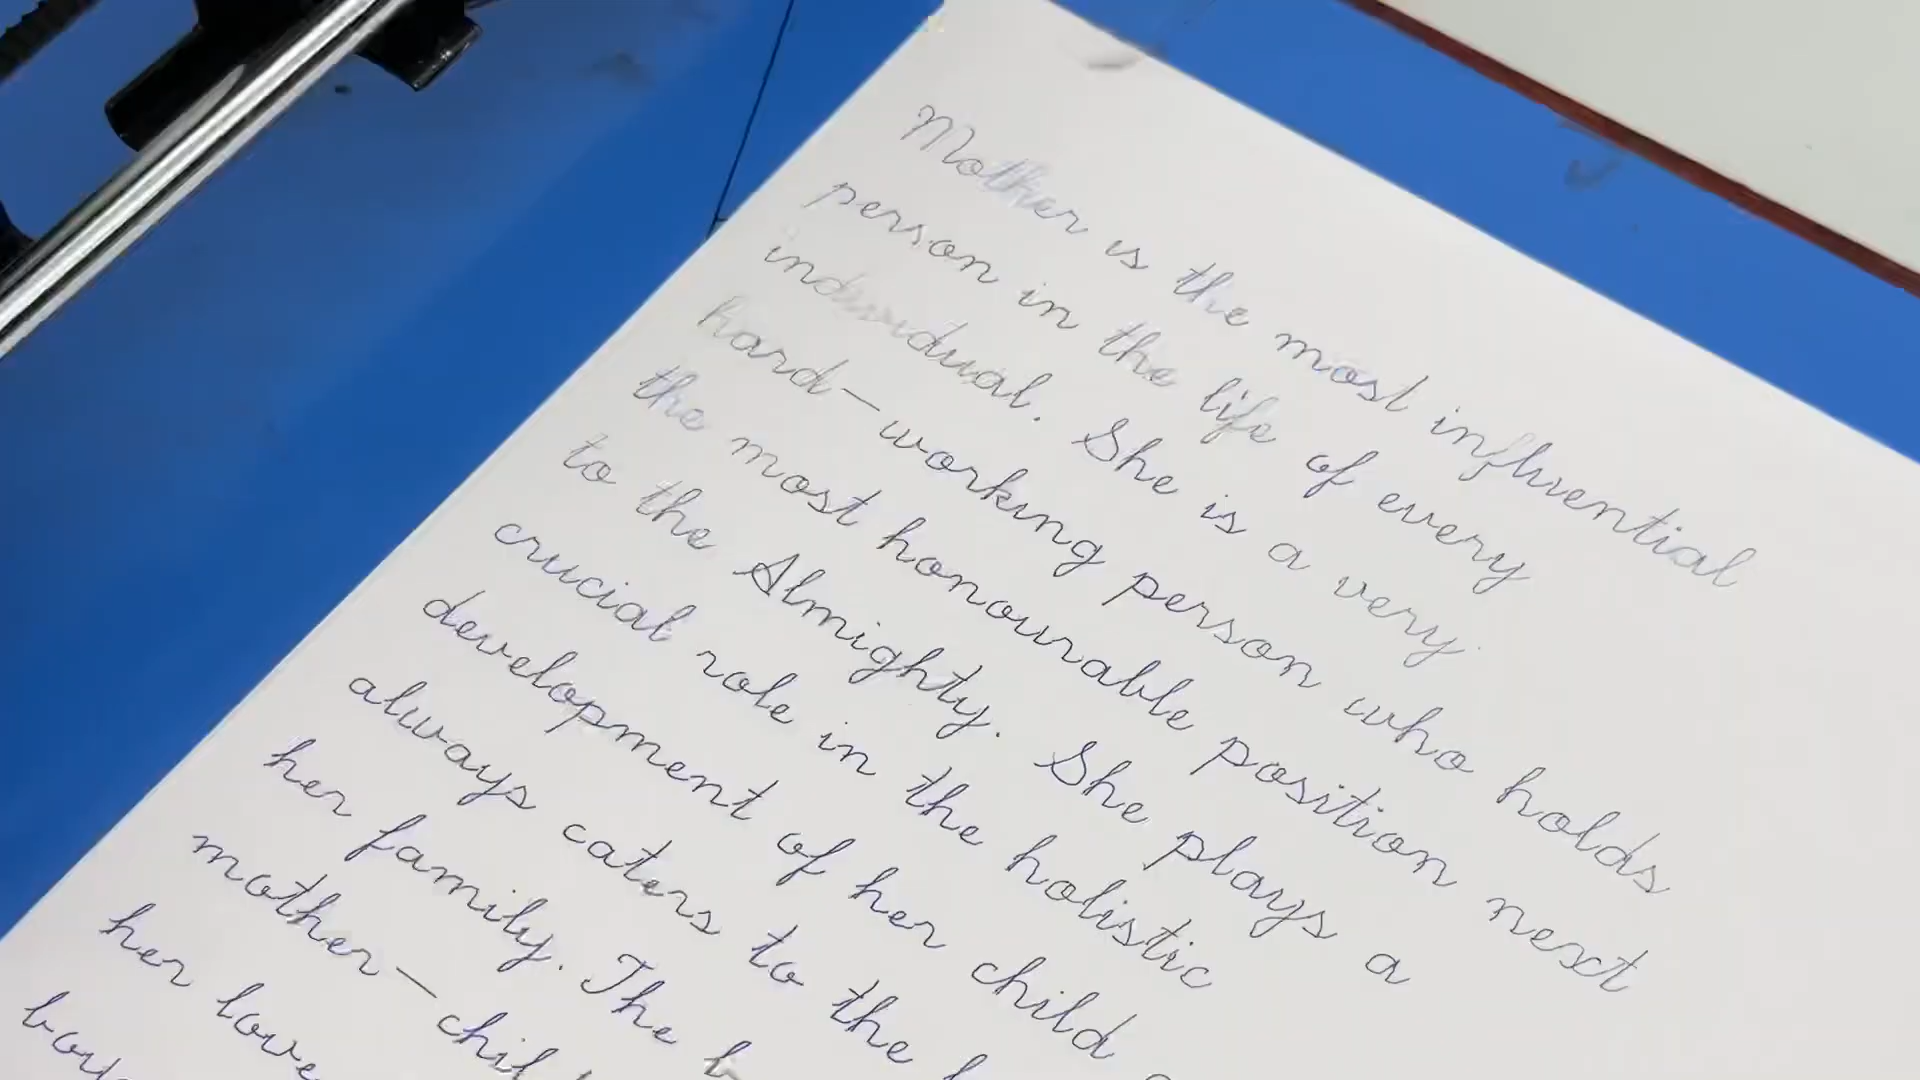 Mother is the most influential
person in the life of every
individual. She is a very
hard-working person who holds
the most honourable position next
to the Almighty. She plays a
crucial role in the holistic
development of her child
always caters to the
her family. The
mother-
her love